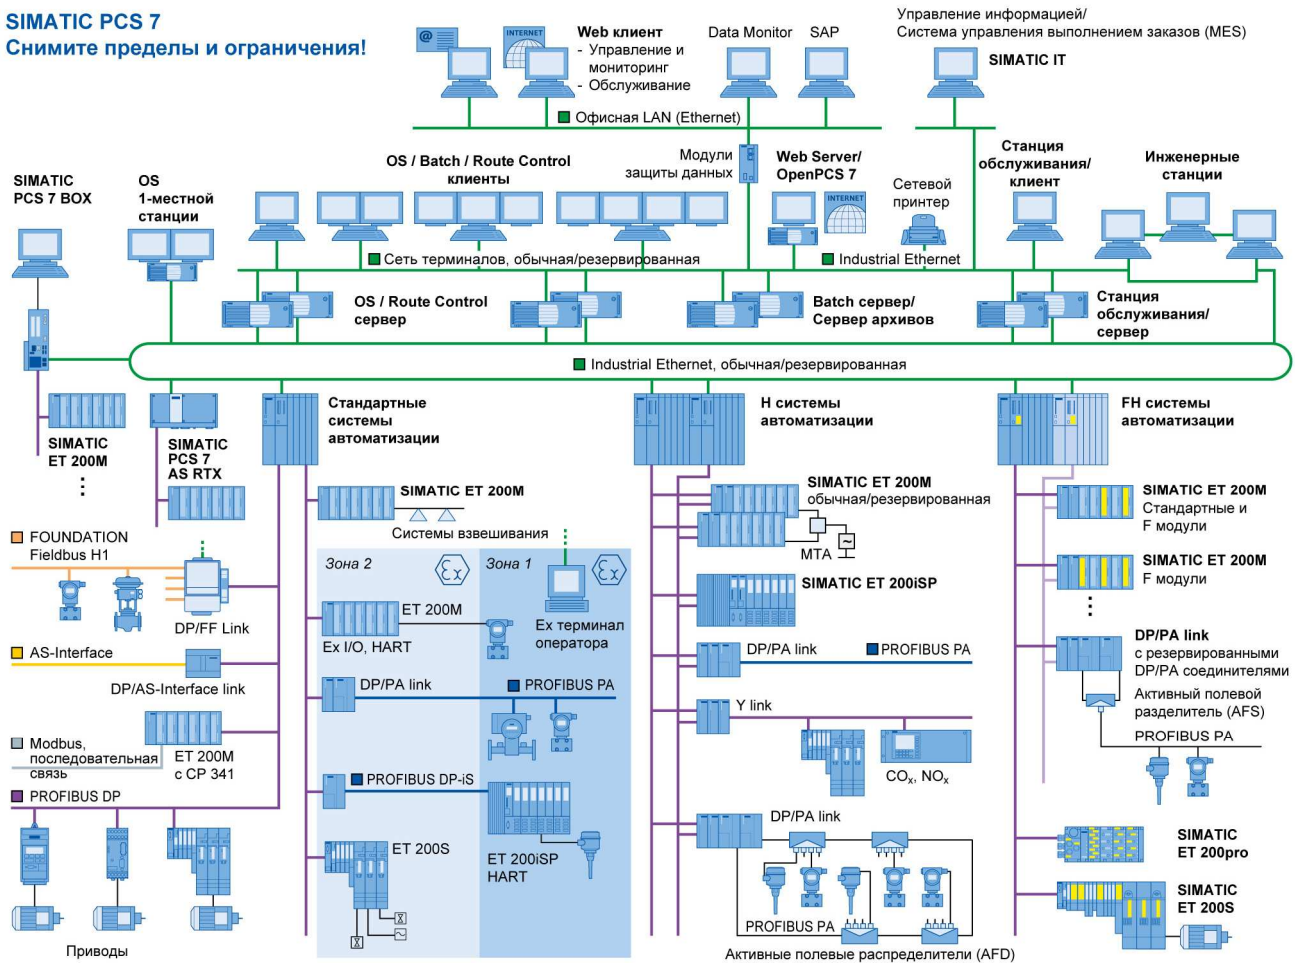 SIMATIC PCS 7
Снимите пределы и ограничения!
@
INTERNET
Web клиент
- Управление и
мониторинг
- Обслуживание
Data Monitor
SAP
Управление информацией/
Система управления выполнением заказов (MES)
SIMATIC IT
Офисная LAN (Ethernet)
SIMATIC
PCS 7 BOX
OS
1-местной
станции
OS / Batch / Route Control
клиенты
Модули
защиты данных
Web Server/
OpenPCS 7
INTERNET
Сетевой
принтер
Станция
обслуживания/
клиент
Инженерные
станции
Сеть терминалов, обычная/резервированная
Industrial Ethernet
OS / Route Control
сервер
Batch сервер/
Сервер архивов
Станция
обслуживания/
сервер
Industrial Ethernet, обычная/резервированная
SIMATIC
ET 200M
SIMATIC
PCS 7
AS RTX
Стандартные
системы
автоматизации
H системы
автоматизации
FH системы
автоматизации
SIMATIC ET 200M
Системы взвешивания
SIMATIC ET 200M
обычная/резервированная
MTA
SIMATIC ET 200M
Стандартные и
F модули
FOUNDATION
Fieldbus H1
DP/FF Link
Зона 2
Ex
Зона 1
Ex
ET 200M
Ex I/O, HART
Ex терминал
оператора
SIMATIC ET 200iSP
SIMATIC ET 200M
F модули
AS-Interface
DP/AS-Interface link
DP/PA link
PROFIBUS PA
DP/PA link
PROFIBUS PA
DP/PA link
с резервированными
DP/PA соединителями
Активный полевой
разделитель (AFS)
PROFIBUS PA
Modbus,
последовательная
связь
ET 200M
с CP 341
Y link
COx, NOx
PROFIBUS DP
PROFIBUS DP-iS
ET 200S
ET 200iSP
HART
DP/PA link
PROFIBUS PA
Активные полевые распределители (AFD)
SIMATIC
ET 200pro
SIMATIC
ET 200S
Приводы